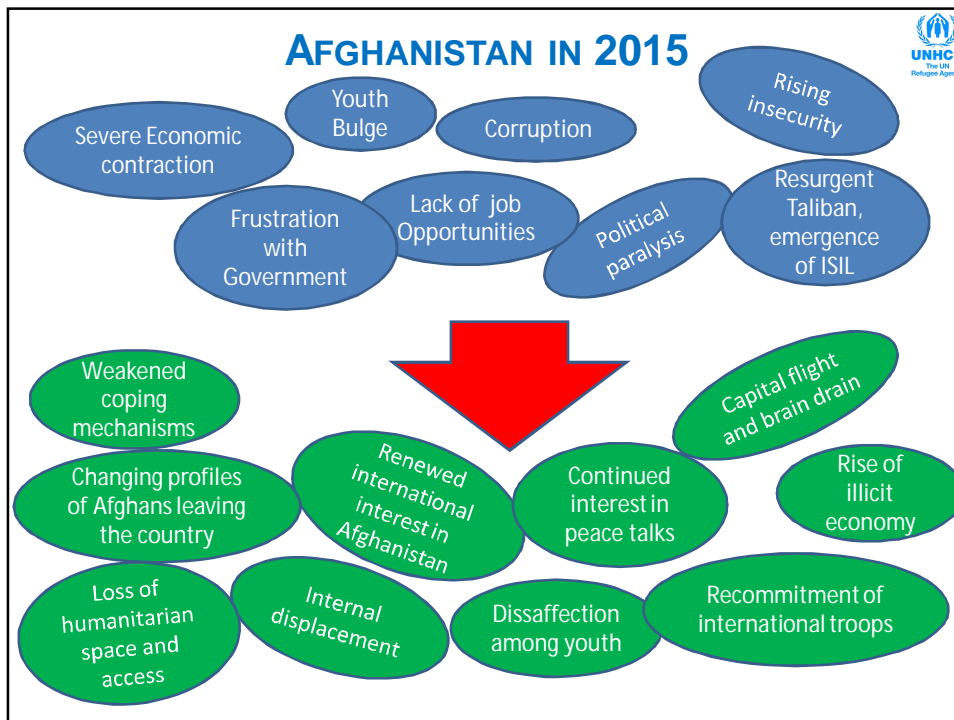 AFGHANISTAN IN 2015
UNHC
The UN
Refugee Agen
Severe Economic
contraction
Youth
Bulge
Corruption
Rising
insecurity
Frustration
with
Government
Lack of job
Opportunities
Political
paralysis
Resurgent
Taliban,
emergence
of ISIL
Weakened
coping
mechanisms
Capital flight
and brain drain
Changing profiles
of Afghans leaving
the country
Renewed
international
interest in
Afghanistan
Continued
interest in
peace talks
Rise of
illicit
economy
Loss of
humanitarian
space and
access
Internal
displacement
Dissaffection
among youth
Recommitment of
international troops